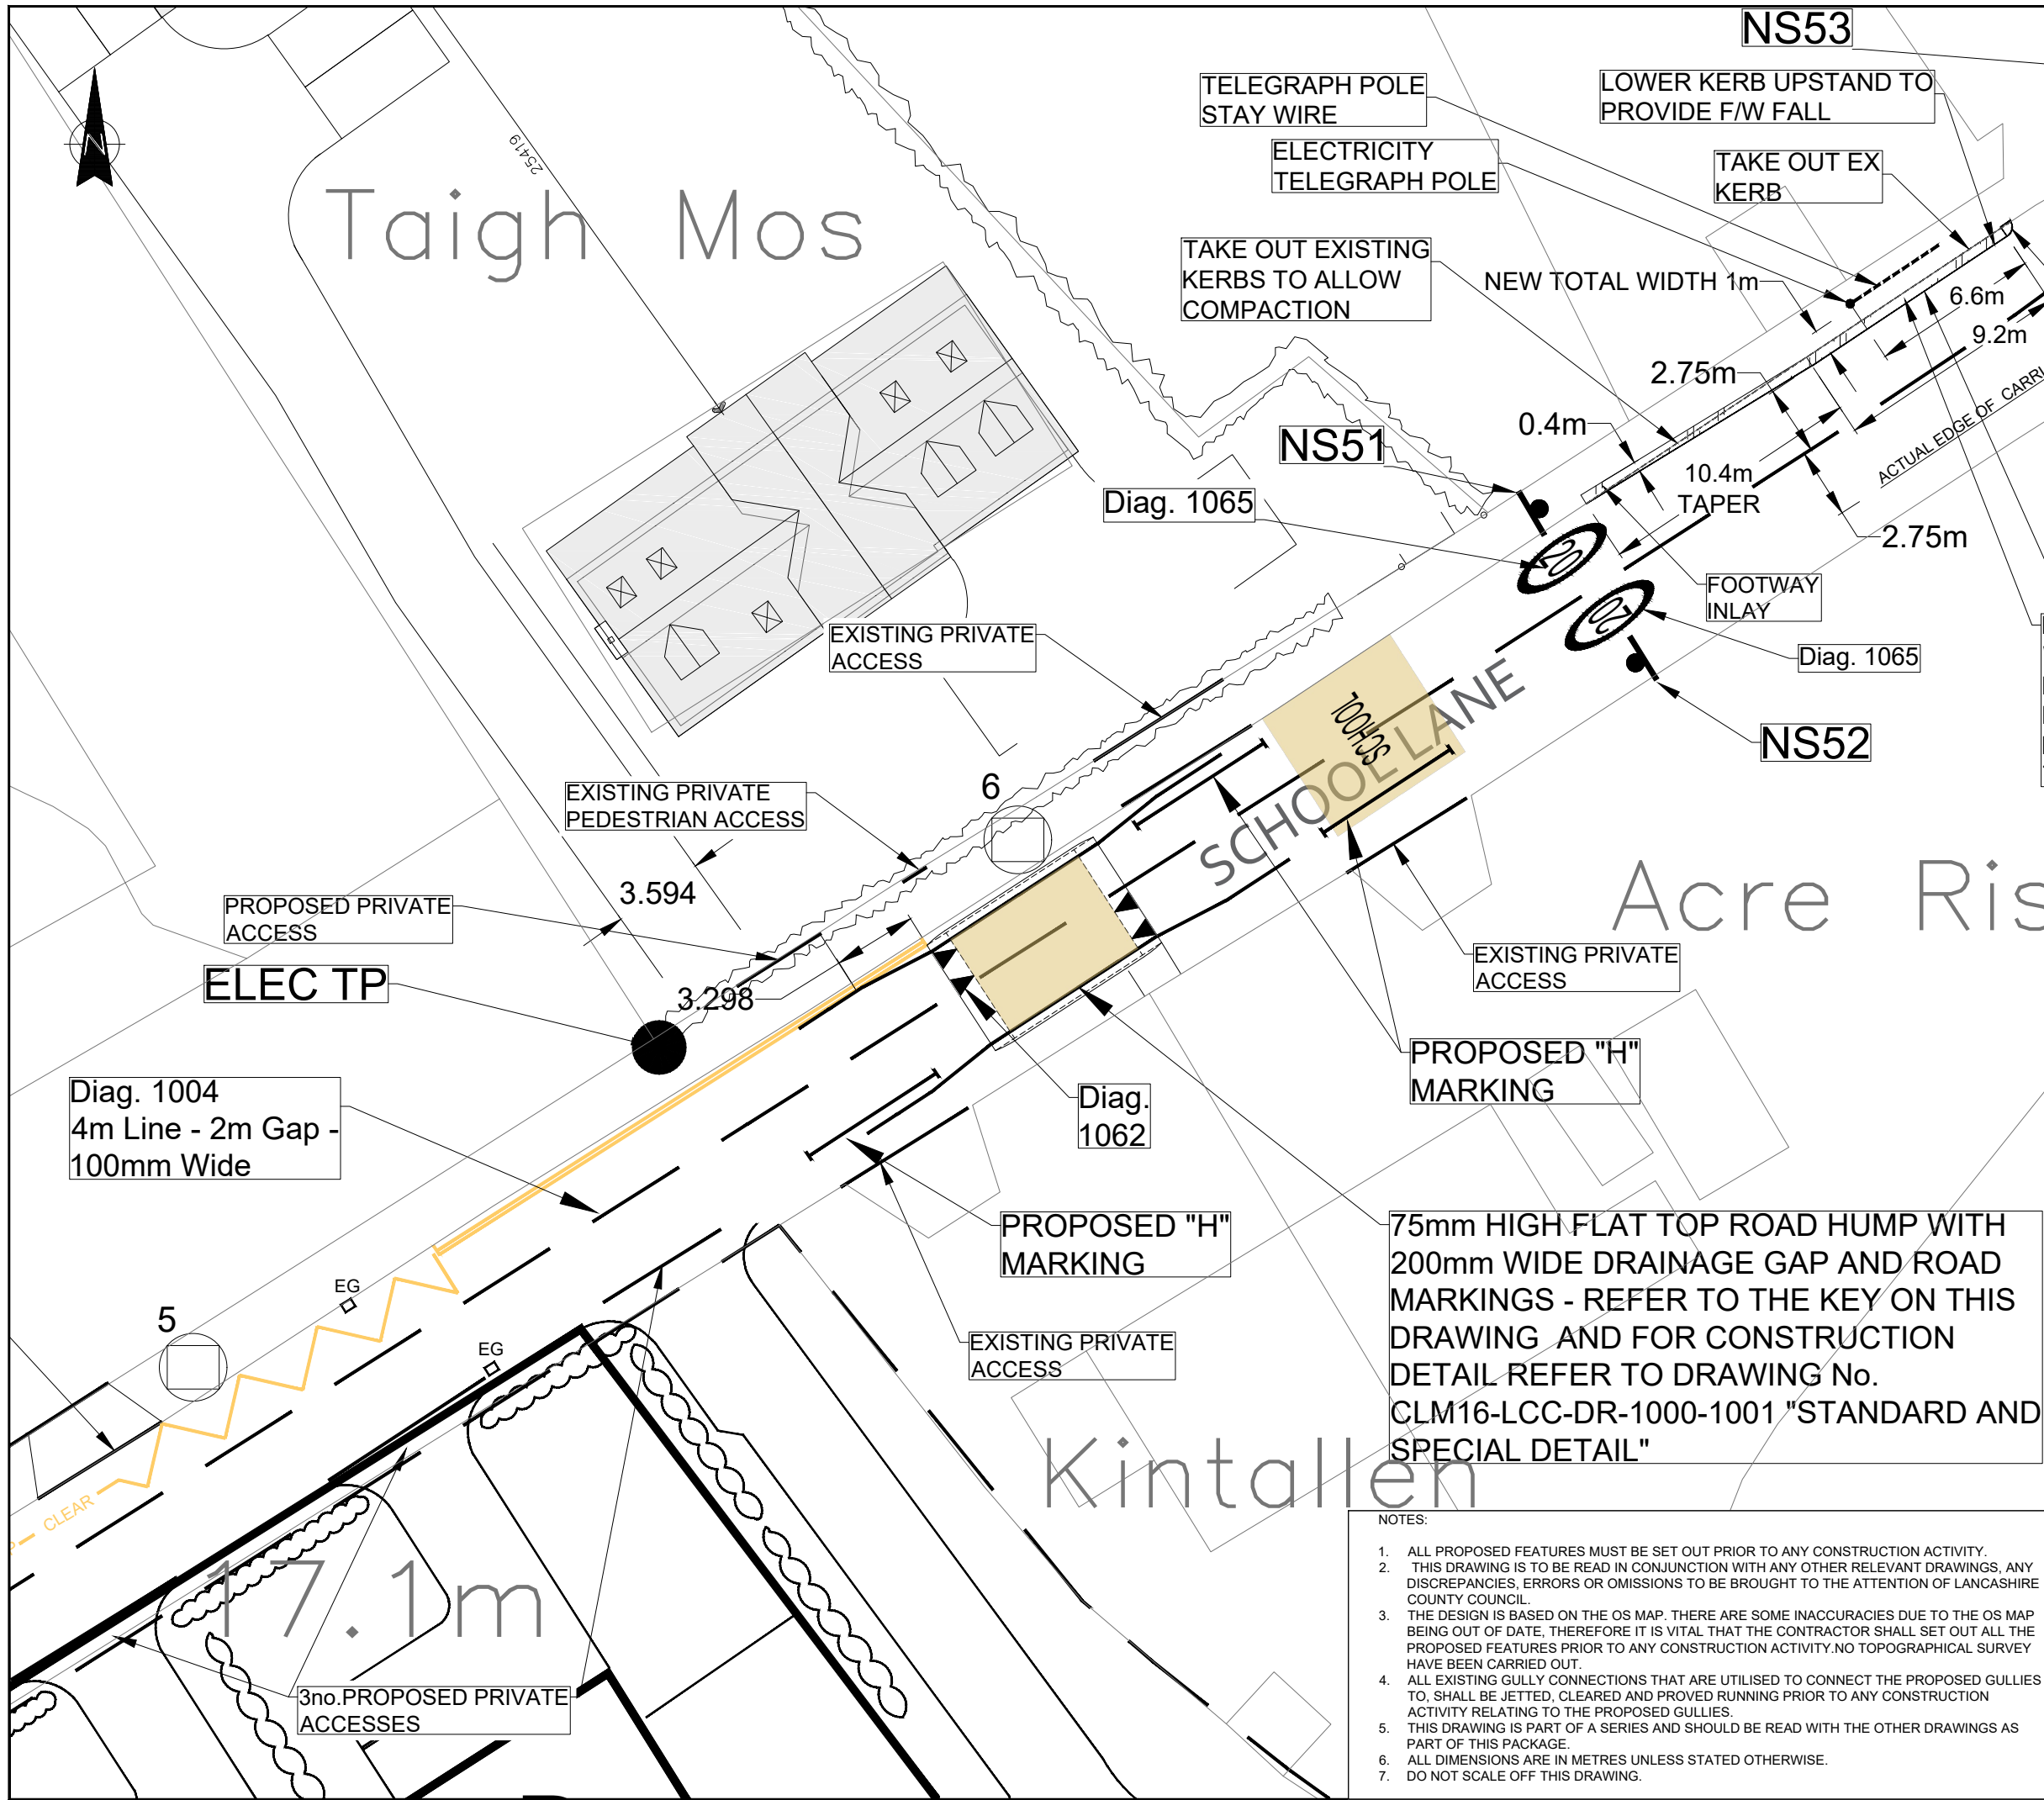 NS53
TELEGRAPH POLE
STAY WIRE
LOWER KERB UPSTAND TO
PROVIDE F/W FALL
ELECTRICITY
TELEGRAPH POLE
TAKE OUT EX
KERB
N
25419
Taigh Mos
TAKE OUT EXISTING
KERBS TO ALLOW
COMPACTION
NEW TOTAL WIDTH 1m
6.6m
9.2m
2.75m
ACTUAL EDGE OF CARRI
0.4m
NS51
10.4m
TAPER
Diag. 1065
2.75m
20
FOOTWAY
INLAY
20
EXISTING PRIVATE
ACCESS
Diag. 1065
SCHOOL
NS52
SCHOOL LANE
EXISTING PRIVATE
PEDESTRIAN ACCESS
6
Acre Ris
3.594
PROPOSED PRIVATE
ACCESS
EXISTING PRIVATE
ACCESS
ELEC TP
3.298
PROPOSED "H"
MARKING
Diag. 1004
4m Line - 2m Gap -
100mm Wide
Diag.
1062
PROPOSED "H"
MARKING
75mm HIGH FLAT TOP ROAD HUMP WITH
200mm WIDE DRAINAGE GAP AND ROAD
MARKINGS - REFER TO THE KEY ON THIS
DRAWING AND FOR CONSTRUCTION
DETAIL REFER TO DRAWING No.
CLM16-LCC-DR-1000-1001 "STANDARD AND
SPECIAL DETAIL"
EG
5
EG
EXISTING PRIVATE
ACCESS
Kintallen
CLEAR
17.1m
3no.PROPOSED PRIVATE
ACCESSES
NOTES:
1. ALL PROPOSED FEATURES MUST BE SET OUT PRIOR TO ANY CONSTRUCTION ACTIVITY.
2. THIS DRAWING IS TO BE READ IN CONJUNCTION WITH ANY OTHER RELEVANT DRAWINGS, ANY
DISCREPANCIES, ERRORS OR OMISSIONS TO BE BROUGHT TO THE ATTENTION OF LANCASHIRE
COUNTY COUNCIL.
3. THE DESIGN IS BASED ON THE OS MAP. THERE ARE SOME INACCURACIES DUE TO THE OS MAP
BEING OUT OF DATE, THEREFORE IT IS VITAL THAT THE CONTRACTOR SHALL SET OUT ALL THE
PROPOSED FEATURES PRIOR TO ANY CONSTRUCTION ACTIVITY.NO TOPOGRAPHICAL SURVEY
HAVE BEEN CARRIED OUT.
4. ALL EXISTING GULLY CONNECTIONS THAT ARE UTILISED TO CONNECT THE PROPOSED GULLIES
TO, SHALL BE JETTED, CLEARED AND PROVED RUNNING PRIOR TO ANY CONSTRUCTION
ACTIVITY RELATING TO THE PROPOSED GULLIES.
5. THIS DRAWING IS PART OF A SERIES AND SHOULD BE READ WITH THE OTHER DRAWINGS AS
PART OF THIS PACKAGE.
6. ALL DIMENSIONS ARE IN METRES UNLESS STATED OTHERWISE.
7. DO NOT SCALE OFF THIS DRAWING.